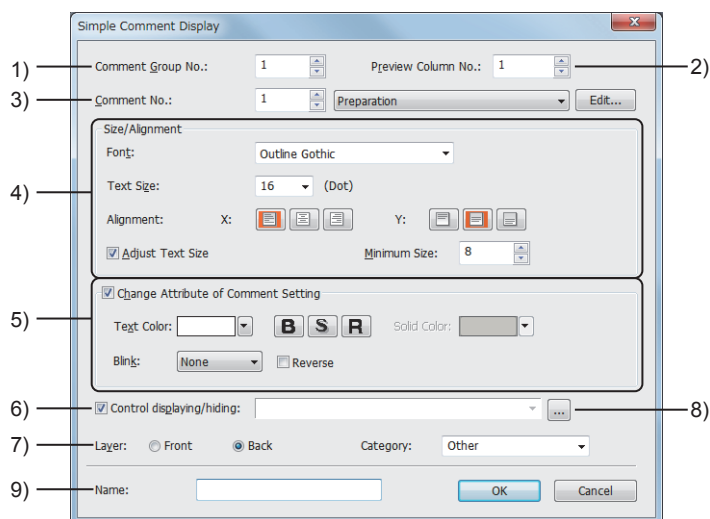 Simple Comment Display
1) Comment Group No.: 1 Preview Column No.: 1 2)
3) Comment No.: 1 Preparation Edit...
Size/Alignment
Font: Outline Gothic
4) Text Size: 16 (Dot)
Alignment: X: Y:
Adjust Text Size Minimum Size: 8
Change Attribute of Comment Setting
5) Text Color: B S R Solid Color:
Blink: None Reverse
6) Control displaying/hiding: ... 8)
7) Layer: Front Back Category: Other
9) Name: OK Cancel